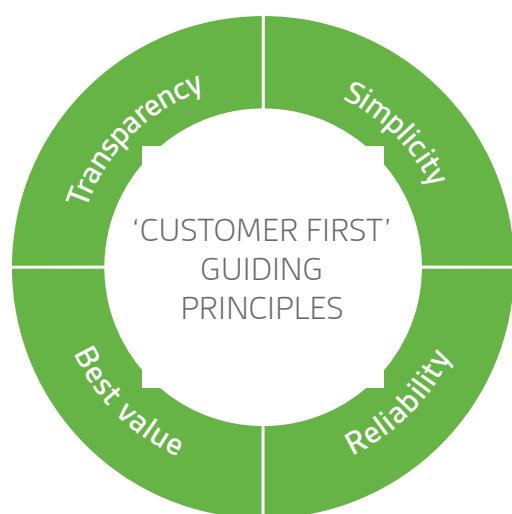 Transparency
Simplicity
‘CUSTOMER FIRST’
GUIDING
PRINCIPLES
Best value
Reliability